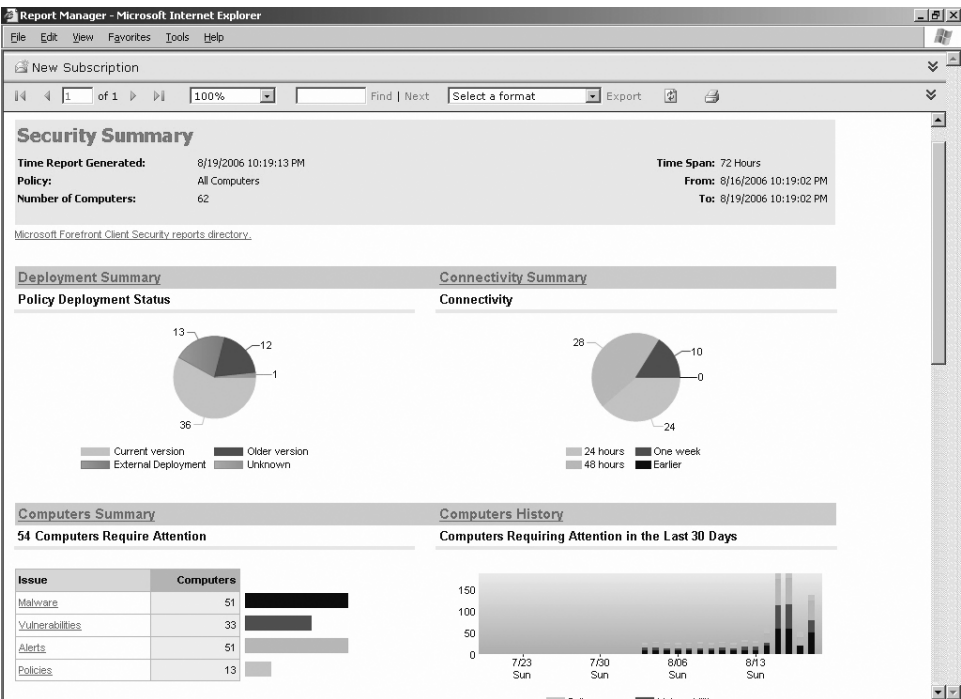 Report Manager - Microsoft Internet Explorer
File Edit View Favorites Tools Help
New Subscription
1 of 1 100% Find | Next Select a format Export
Security Summary
Time Report Generated: 8/19/2006 10:19:13 PM Time Span: 72 Hours
Policy: All Computers From: 8/16/2006 10:19:02 PM
Number of Computers: 62 To: 8/19/2006 10:19:02 PM
Microsoft Forefront Client Security reports directory.
Deployment Summary
Policy Deployment Status
13
12
1
36
Current version Older version
External Deployment Unknown
Connectivity Summary
Connectivity
28
10
0
24
24 hours One week
48 hours Earlier
Computers Summary
54 Computers Require Attention
Issue Computers
Malware 51
Vulnerabilities 33
Alerts 51
Policies 13
Computers History
Computers Requiring Attention in the Last 30 Days
150
100
50
0
7/23 7/30 8/06 8/13
Sun Sun Sun Sun